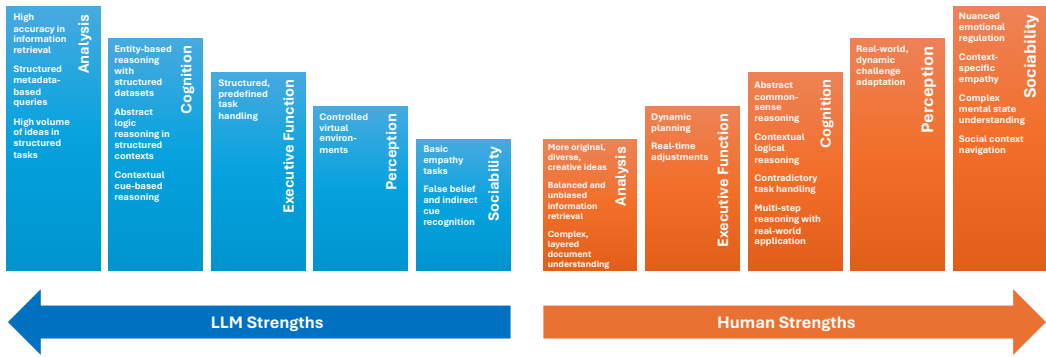 High
accuracy in
information
retrieval
Structured
metadata-
based
queries
High volume
of ideas in
structured
tasks
Analysis
Entity-based
reasoning
with
structured
datasets
Abstract
logic
reasoning in
structured
contexts
Contextual
cue-based
reasoning
Cognition
Structured,
predefined
task
handling
Executive Function
Controlled
virtual
environ-
ments
Perception
Basic
empathy
tasks
False belief
and indirect
cue
recognition
Sociability
More original,
diverse,
creative ideas
Balanced and
unbiased
information
retrieval
Complex,
layered
document
understanding
Analysis
Dynamic
planning
Real-time
adjustments
Executive Function
Abstract
common-
sense
reasoning
Contextual
logical
reasoning
Contradictory
task handling
Multi-step
reasoning with
real-world
application
Cognition
Real-world,
dynamic
challenge
adaptation
Perception
Nuanced
emotional
regulation
Context-
specific
empathy
Complex
mental state
understanding
Social context
navigation
Sociability
LLM Strengths
Human Strengths